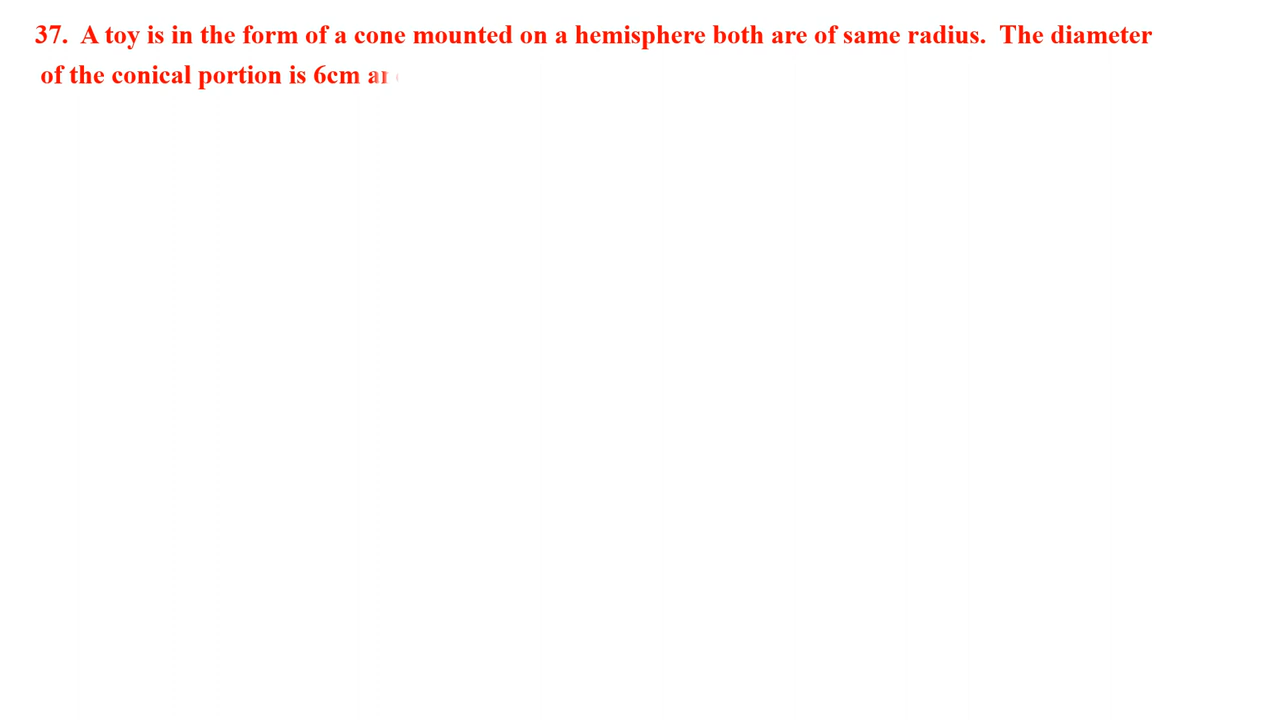 37. A toy is in the form of a cone mounted on a hemisphere both are of same radius. The diameter
of the conical portion is 6cm